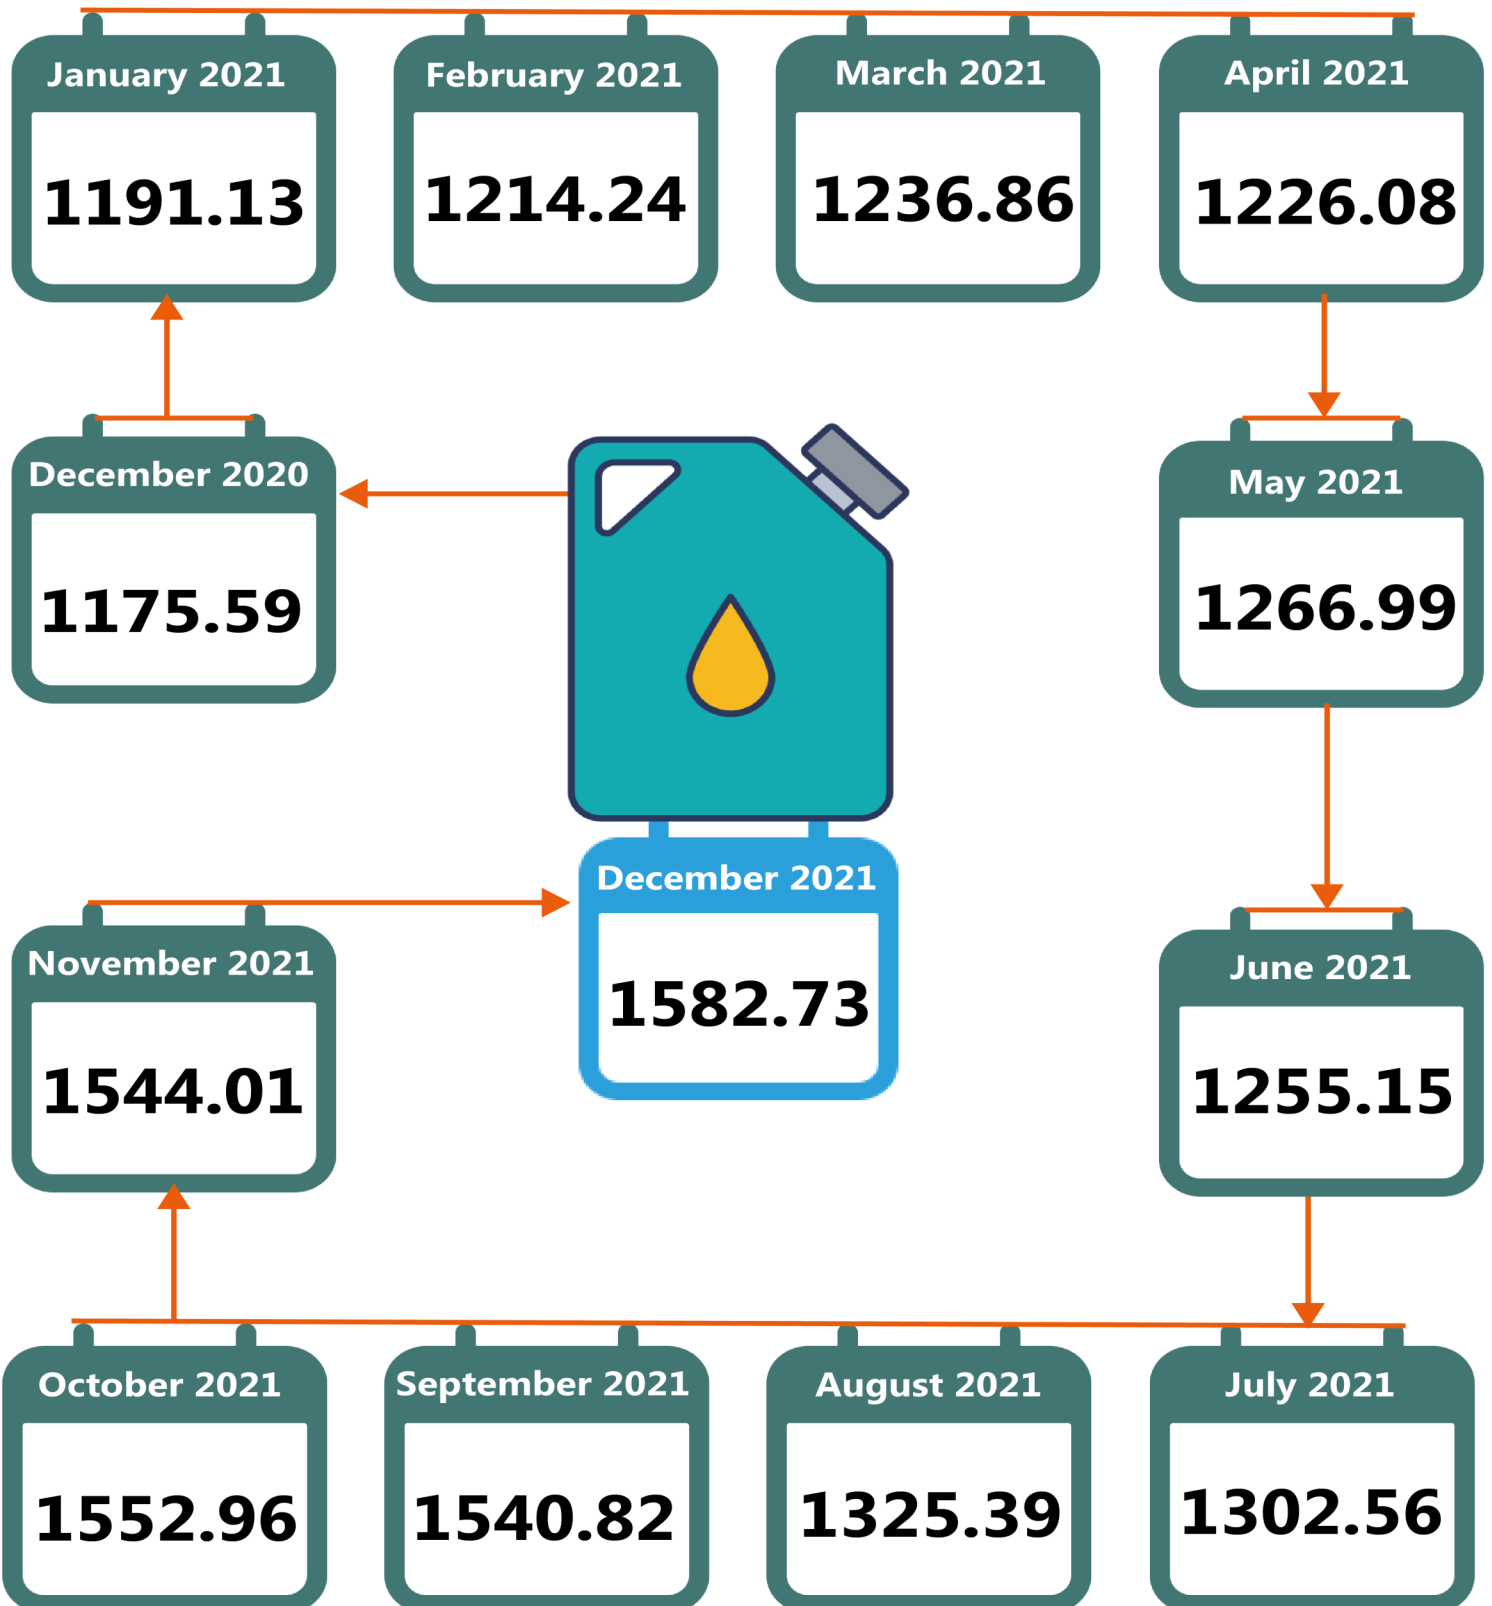 January 2021
1191.13
February 2021
1214.24
March 2021
1236.86
April 2021
1226.08
December 2020
1175.59
May 2021
1266.99
November 2021
1544.01
December 2021
1582.73
June 2021
1255.15
October 2021
1552.96
September 2021
1540.82
August 2021
1325.39
July 2021
1302.56